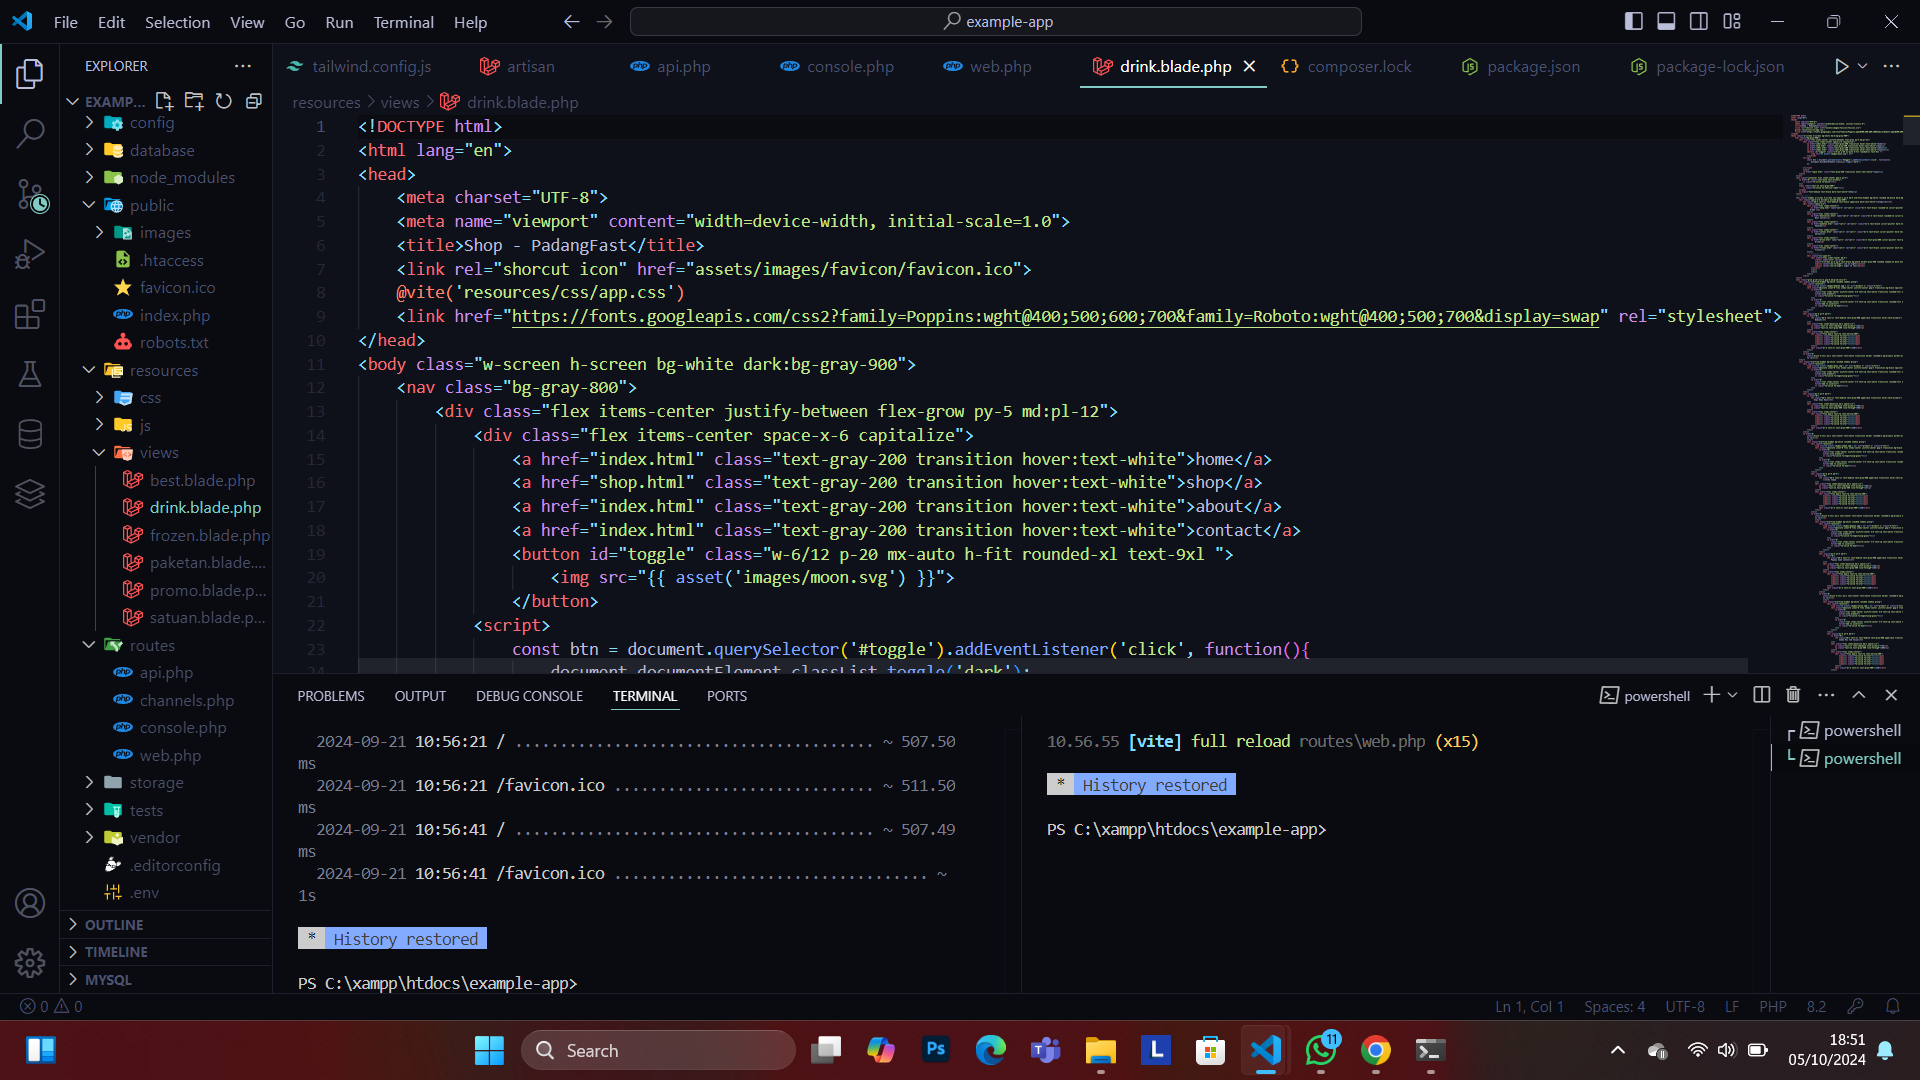 File Edit Selection View Go Run Terminal Help
example-app
EXPLORER
tailwind.config.js artisan api.php console.php web.php drink.blade.php composer.lock package.json package-lock.json
EXAMP...
resources > views > drink.blade.php
config
database
node_modules
public
images
.htaccess
favicon.ico
index.php
robots.txt
resources
css
js
views
best.blade.php
drink.blade.php
frozen.blade.php
paketan.blade....
promo.blade.p...
satuan.blade.p...
routes
api.php
channels.php
console.php
web.php
storage
tests
vendor
.editorconfig
.env
OUTLINE
TIMELINE
MYSQL
1 <!DOCTYPE html>
2 <html lang="en">
3 <head>
4 <meta charset="UTF-8">
5 <meta name="viewport" content="width=device-width, initial-scale=1.0">
6 <title>Shop - PadangFast</title>
7 <link rel="shorcut icon" href="assets/images/favicon/favicon.ico">
8 @vite('resources/css/app.css')
9 <link href="https://fonts.googleapis.com/css2?family=Poppins:wght@400;500;600;700&family=Roboto:wght@400;500;700&display=swap" rel="stylesheet">
10 </head>
11 <body class="w-screen h-screen bg-white dark:bg-gray-900">
12 <nav class="bg-gray-800">
13 <div class="flex items-center justify-between flex-grow py-5 md:pl-12">
14 <div class="flex items-center space-x-6 capitalize">
15 <a href="index.html" class="text-gray-200 transition hover:text-white">home</a>
16 <a href="shop.html" class="text-gray-200 transition hover:text-white">shop</a>
17 <a href="index.html" class="text-gray-200 transition hover:text-white">about</a>
18 <a href="index.html" class="text-gray-200 transition hover:text-white">contact</a>
19 <button id="toggle" class="w-6/12 p-20 mx-auto h-fit rounded-xl text-9xl ">
20 <img src="{{ asset('images/moon.svg') }}">
21 </button>
22 <script>
23 const btn = document.querySelector('#toggle').addEventListener('click', function(){
24 document.documentElement.classList.toggle('dark');
PROBLEMS OUTPUT DEBUG CONSOLE TERMINAL PORTS
powershell
2024-09-21 10:56:21 / ........................................ ~ 507.50
ms
2024-09-21 10:56:21 /favicon.ico ............................. ~ 511.50
ms
2024-09-21 10:56:41 / ........................................ ~ 507.49
ms
2024-09-21 10:56:41 /favicon.ico ................................... ~
1s
* History restored
PS C:\xampp\htdocs\example-app>
10.56.55 [vite] full reload routes\web.php (x15)
* History restored
PS C:\xampp\htdocs\example-app>
powershell
powershell
0 0
Ln 1, Col 1 Spaces: 4 UTF-8 LF PHP 8.2
Search
Ps
L
11
18:51
05/10/2024